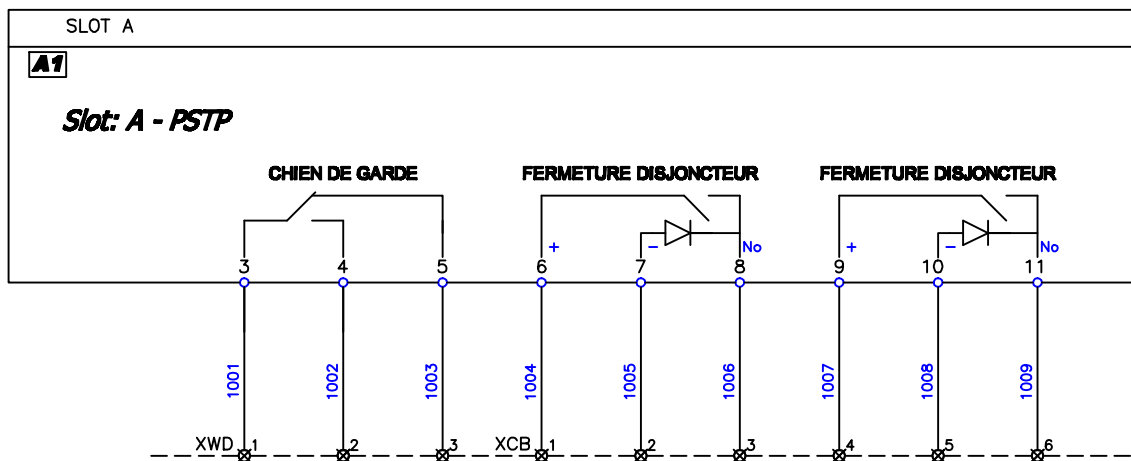 SLOT A
A1
Slot: A - PSTP
CHIEN DE GARDE FERMETURE DISJONCTEUR FERMETURE DISJONCTEUR
+ - No + - No
3 4 5 6 7 8 9 10 11
1001 1002 1003 1004 1005 1006 1007 1008 1009
XWD 1 2 3 XCB 1 2 3 4 5 6